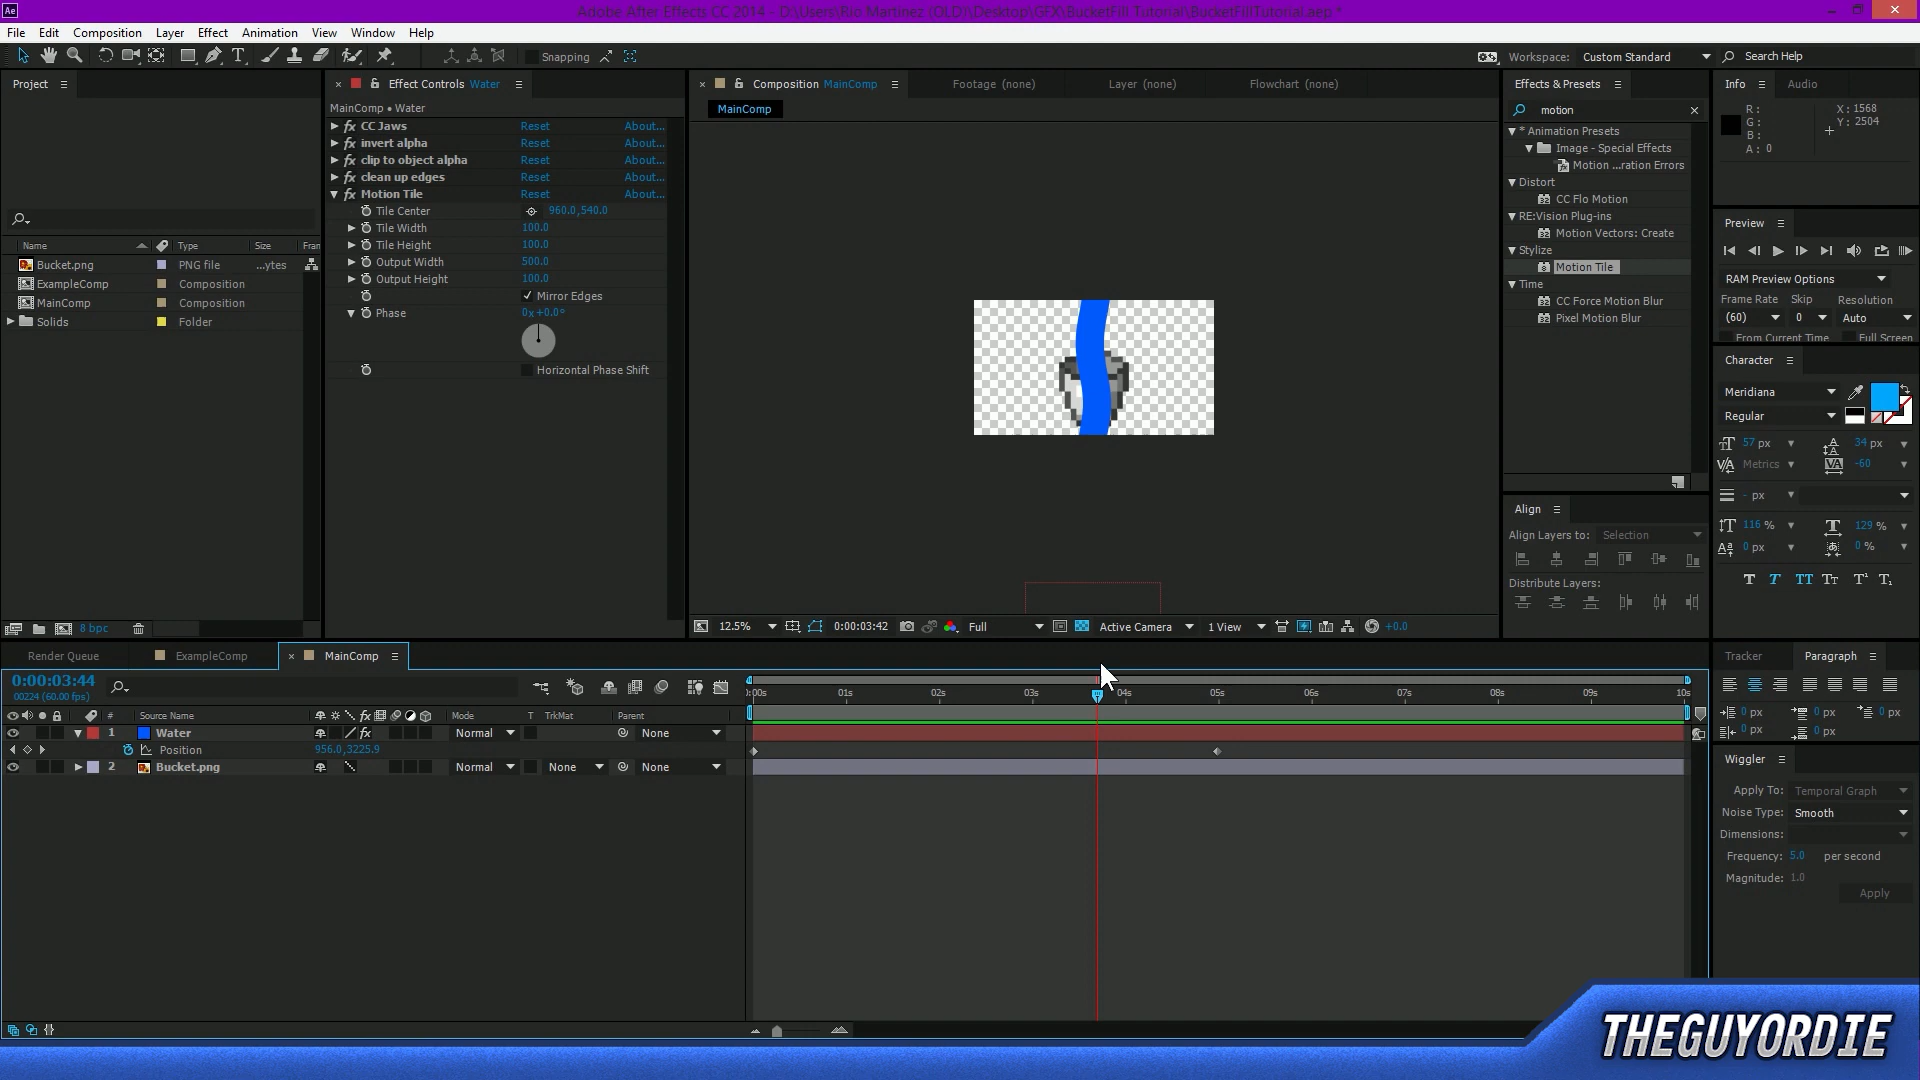 Ae Adobe After Effects CC 2014 - D:\Users\Rio Martinez (OLD)\Desktop\GFX\BucketFill Tutorial\BucketFillTutorial.aep *
File Edit Composition Layer Effect Animation View Window Help
Snapping Workspace: Custom Standard Search Help
Project
Effect Controls Water
Composition MainComp Footage (none) Layer (none) Flowchart (none)
Effects & Presets
Info Audio
MainComp • Water
MainComp
motion
R : X : 1568
G : Y : 2504
B :
A : 0
CC Jaws Reset About...
invert alpha Reset About...
clip to object alpha Reset About...
clean up edges Reset About...
Motion Tile Reset About...
Tile Center 960.0,540.0
Tile Width 100.0
Tile Height 100.0
Output Width 500.0
Output Height 100.0
Mirror Edges
Phase 0x+0.0°
Horizontal Phase Shift
Name Type Size Fran
Bucket.png PNG file ...ytes
ExampleComp Composition
MainComp Composition
Solids Folder
8 bpc
* Animation Presets
Image - Special Effects
Motion ...ration Errors
Distort
CC Flo Motion
RE:Vision Plug-ins
Motion Vectors: Create
Stylize
Motion Tile
Time
CC Force Motion Blur
Pixel Motion Blur
Preview
RAM Preview Options
Frame Rate Skip Resolution
(60) 0 Auto
From Current Time Full Screen
Character
Meridiana
Regular
57 px 34 px
Metrics -60
- px
116 % 129 %
0 px 0 %
T T TT Tt T¹ T₁
Align
Align Layers to: Selection
Distribute Layers:
12.5% 0:00:03:42 Full Active Camera 1 View +0.0
Render Queue ExampleComp MainComp
0:00:03:44
00224 (60.00 fps)
0:00s 01s 02s 03s 04s 05s 06s 07s 08s 09s 10s
# Source Name Mode T TrkMat Parent
1 Water Normal None
Position 956.0,3225.9
2 Bucket.png Normal None None
Tracker Paragraph
0 px 0 px 0 px
0 px 0 px
Wiggler
Apply To: Temporal Graph
Noise Type: Smooth
Dimensions:
Frequency: 5.0 per second
Magnitude: 1.0
Apply
THEGUYORDIE